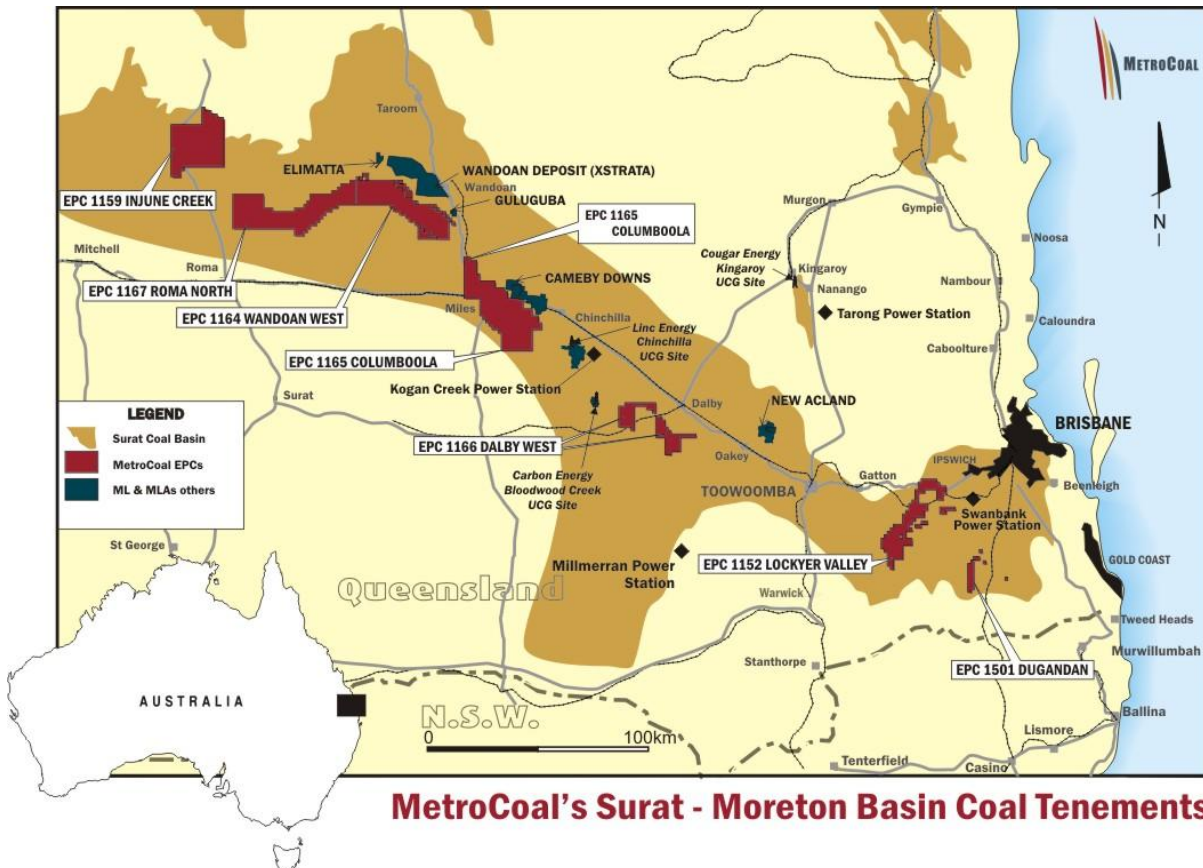 METROCOAL
N
Taroom
ELIMATTA
WANDOAN DEPOSIT (XSTRATA)
Wandoan
GULUGUBA
EPC 1159 INJUNE CREEK
EPC 1165
COLUMBOOLA
Murgon
Gympie
Noosa
Mitchell
Roma
EPC 1167 ROMA NORTH
CAMEBY DOWNS
Cougar Energy
Kingaroy
UCG Site
Kingaroy
Nanango
Nambour
EPC 1164 WANDOAN WEST
Miles
Chinchilla
Tarong Power Station
Caloundra
Linc Energy
Chinchilla
UCG Site
Caboolture
EPC 1165 COLUMBOOLA
Kogan Creek Power Station
Surat
Dalby
NEW ACLAND
BRISBANE
LEGEND
Surat Coal Basin
MetroCoal EPCs
ML & MLAs others
EPC 1166 DALBY WEST
Oakey
Carbon Energy
Bloodwood Creek
UCG Site
TOOWOOMBA
Gatton
IPSWICH
Beenleigh
Swanbank
Power Station
St George
Millmerran Power
Station
EPC 1152 LOCKYER VALLEY
GOLD COAST
Queensland
Warwick
Tweed Heads
Murwillumbah
Stanthorpe
EPC 1501 DUGANDAN
AUSTRALIA
N.S.W.
0
100km
Ballina
Lismore
Tenterfield
Casino
MetroCoal's Surat - Moreton Basin Coal Tenements